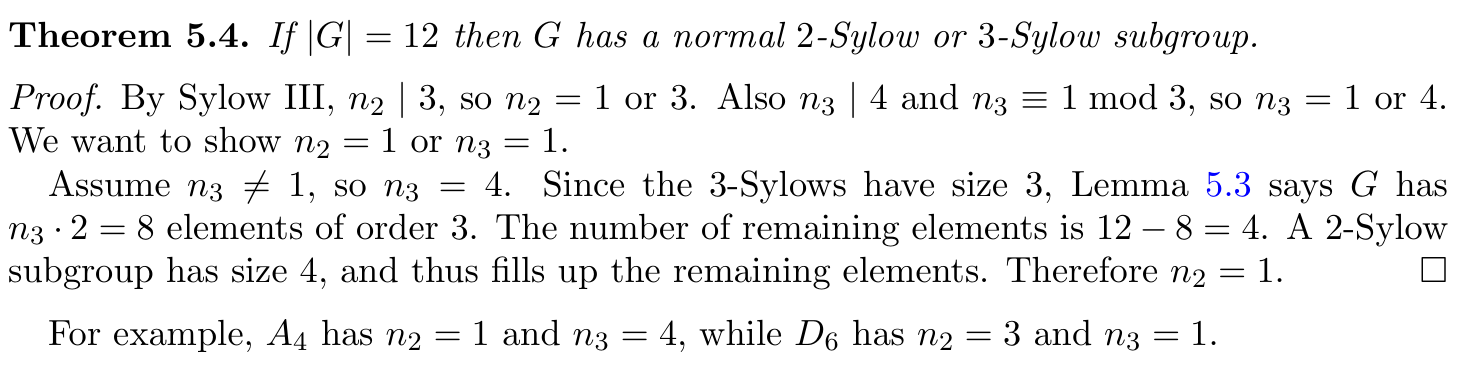 Theorem 5.4. If |G| = 12 then G has a normal 2-Sylow or 3-Sylow subgroup.
Proof. By Sylow III, n₂ | 3, so n₂ = 1 or 3. Also n₃ | 4 and n₃ ≡ 1 mod 3, so n₃ = 1 or 4.
We want to show n₂ = 1 or n₃ = 1.
Assume n₃ ≠ 1, so n₃ = 4. Since the 3-Sylows have size 3, Lemma 5.3 says G has
n₃ · 2 = 8 elements of order 3. The number of remaining elements is 12 − 8 = 4. A 2-Sylow
subgroup has size 4, and thus fills up the remaining elements. Therefore n₂ = 1. □
For example, A₄ has n₂ = 1 and n₃ = 4, while D₆ has n₂ = 3 and n₃ = 1.